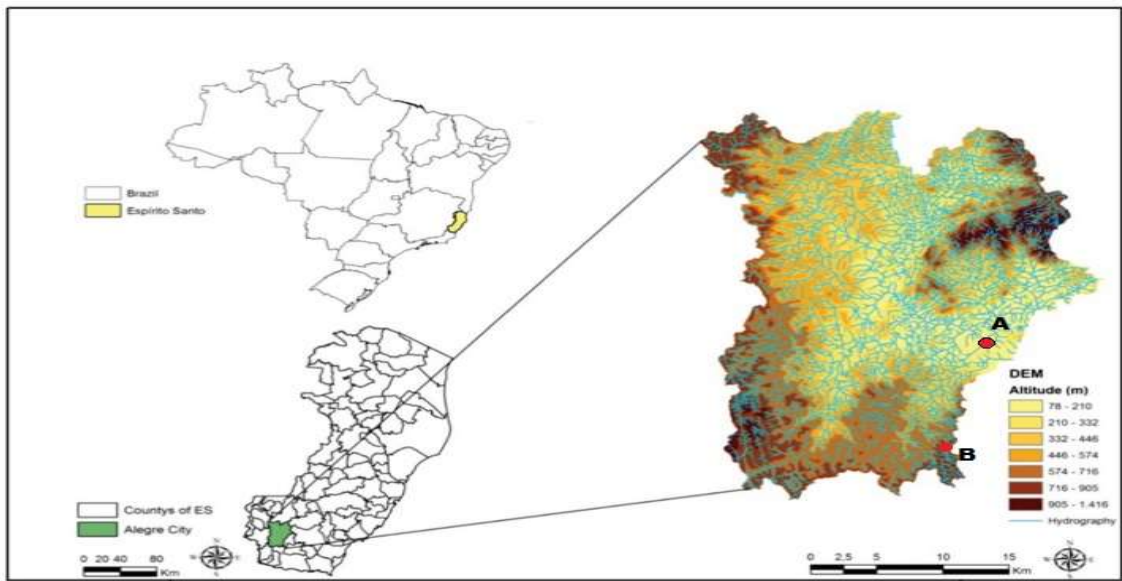 Brazil
Espírito Santo
Countys of ES
Alegre City
0 20 40 80
Km
N
W E
S
A
B
DEM
Altitude (m)
78 - 210
210 - 332
332 - 446
446 - 574
574 - 716
716 - 905
905 - 1.416
Hydrography
0 2,5 5 10 15
Km
N
W E
S